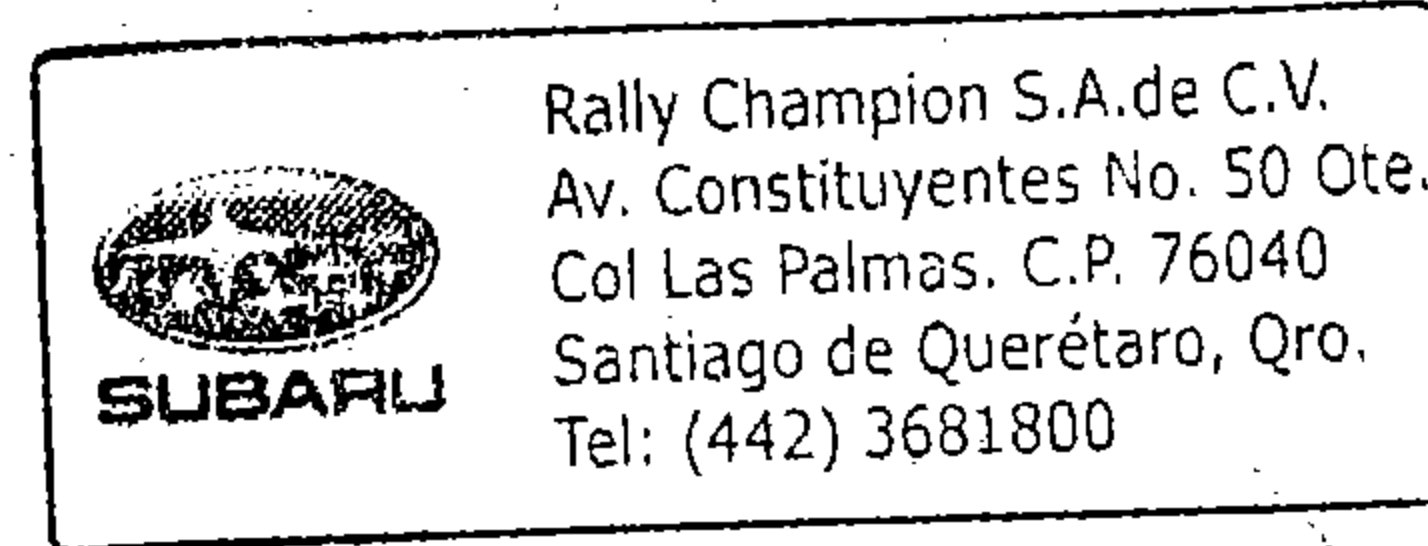 Rally Champion S.A.de C.V.
Av. Constituyentes No. 50 Ote.
Col Las Palmas. C.P. 76040
Santiago de Querétaro, Qro.
Tel: (442) 3681800
SUBARU